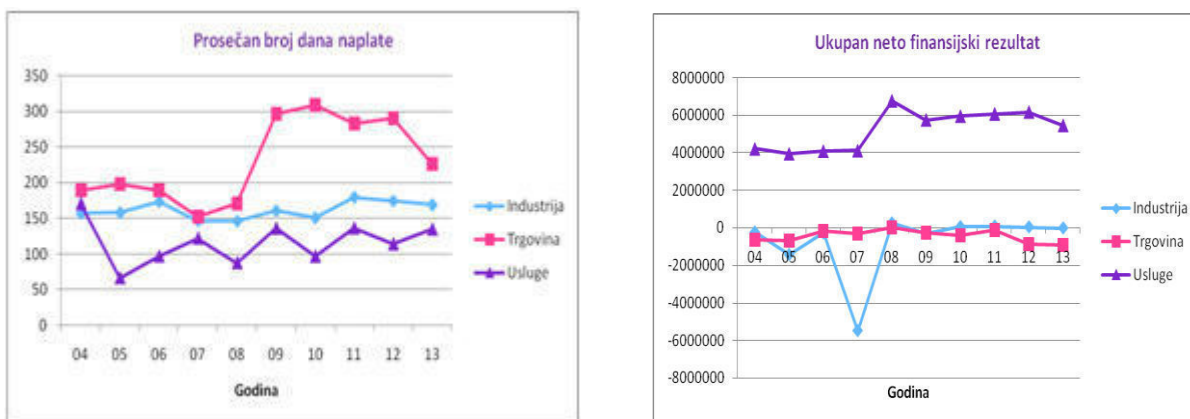 Prosečan broj dana naplate
350
300
250
200
150
100
50
0
04 05 06 07 08 09 10 11 12 13
Godina
Industrija
Trgovina
Usluge
Ukupan neto finansijski rezultat
8000000
6000000
4000000
2000000
0
-2000000
-4000000
-6000000
-8000000
04 05 06 07 08 09 10 11 12 13
Godina
Industrija
Trgovina
Usluge